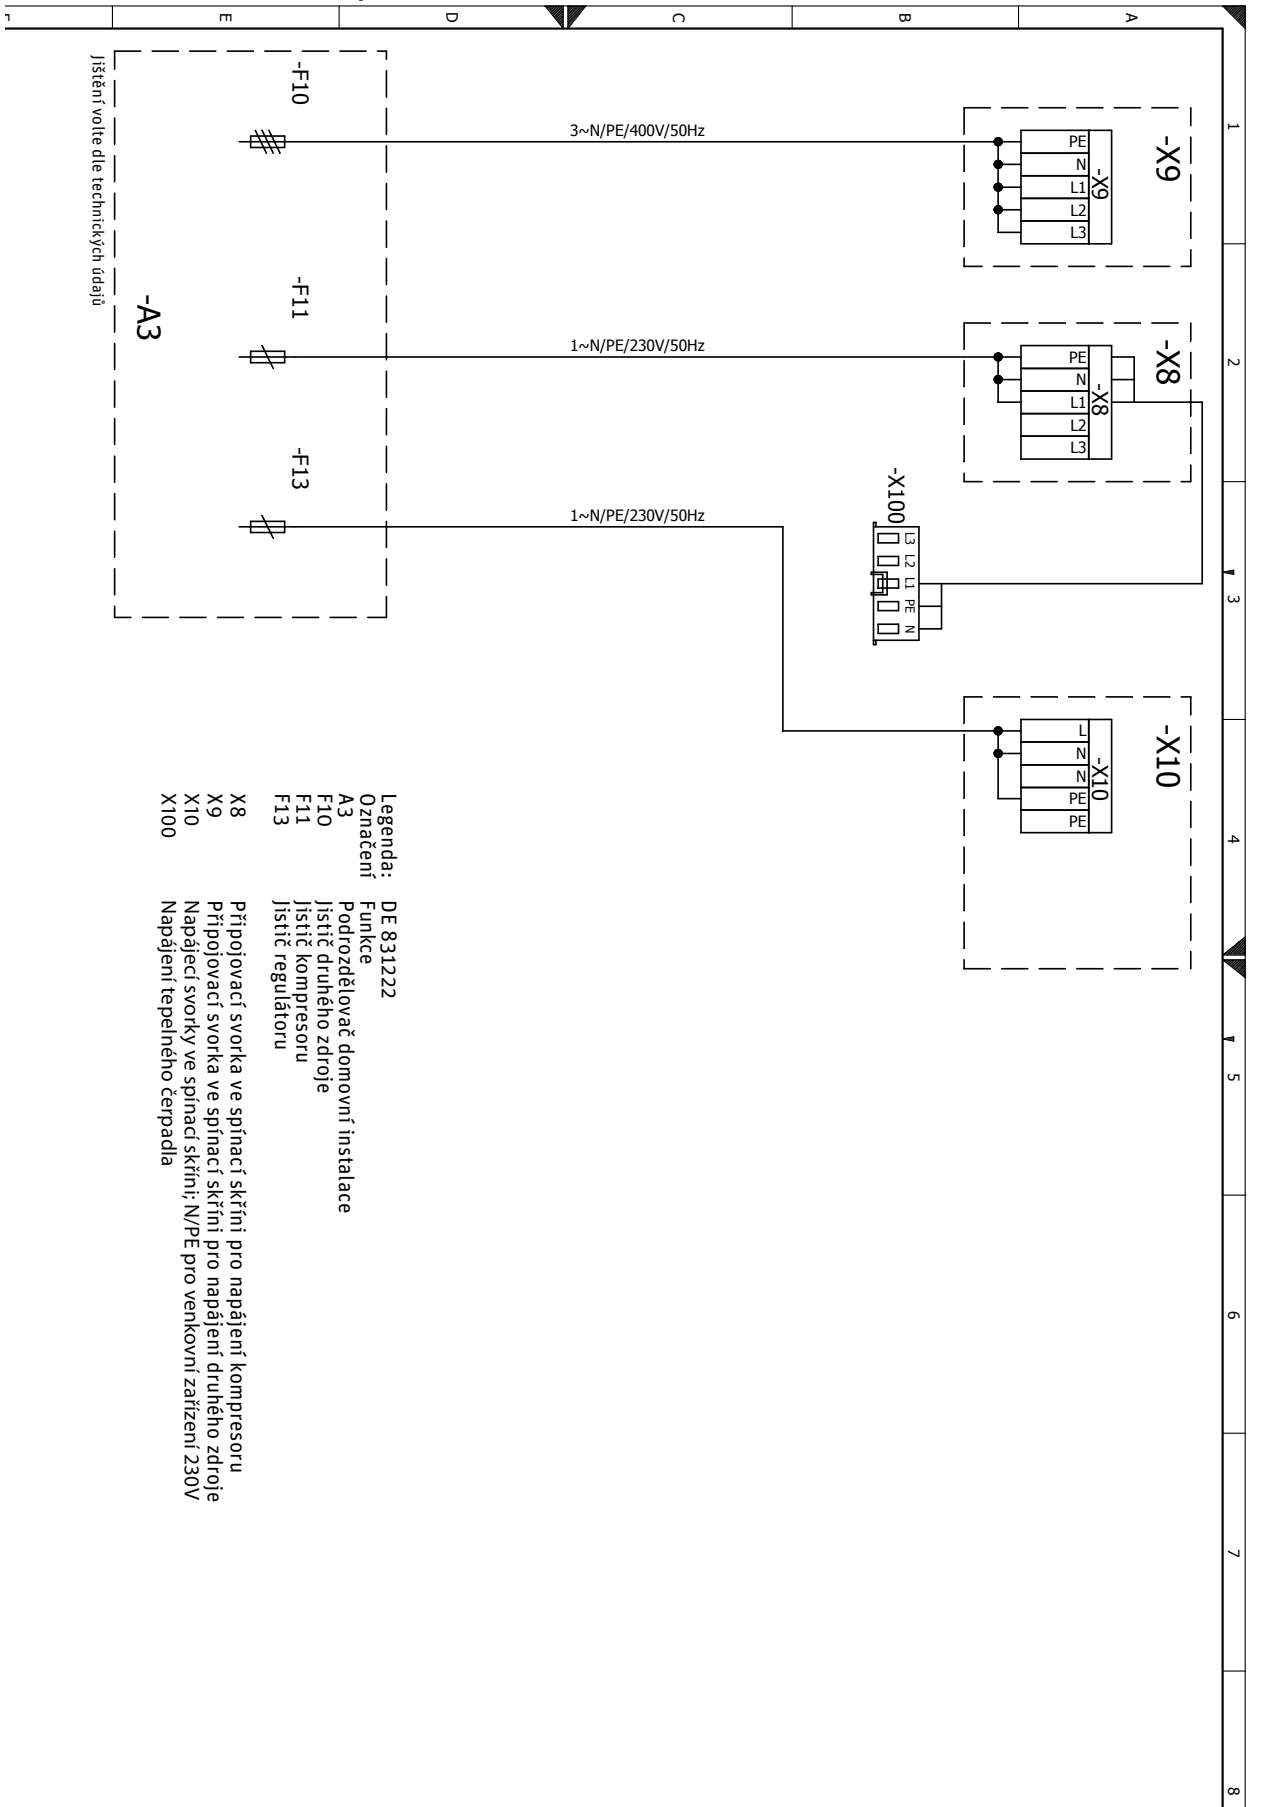 1
2
3
4
5
6
7
8
A
B
C
D
E
-X9
-X9
PE
N
L1
L2
L3
-X8
-X8
PE
N
L1
L2
L3
-X10
-X10
L
N
N
PE
PE
-X100
L3
L2
L1
PE
N
3~N/PE/400V/50Hz
1~N/PE/230V/50Hz
1~N/PE/230V/50Hz
-F10
-F11
-F13
-A3
Jištění volte dle technických údajů
Legenda: DE 831222
Označení Funkce
A3 Podrozdělovač domovní instalace
F10 Jistič druhého zdroje
F11 Jistič kompresoru
F13 Jistič regulátoru
X8 Připojovací svorka ve spínací skříni pro napájení kompresoru
X9 Připojovací svorka ve spínací skříni pro napájení druhého zdroje
X10 Napájecí svorky ve spínací skříni; N/PE pro venkovní zařízení 230V
X100 Napájení tepelného čerpadla